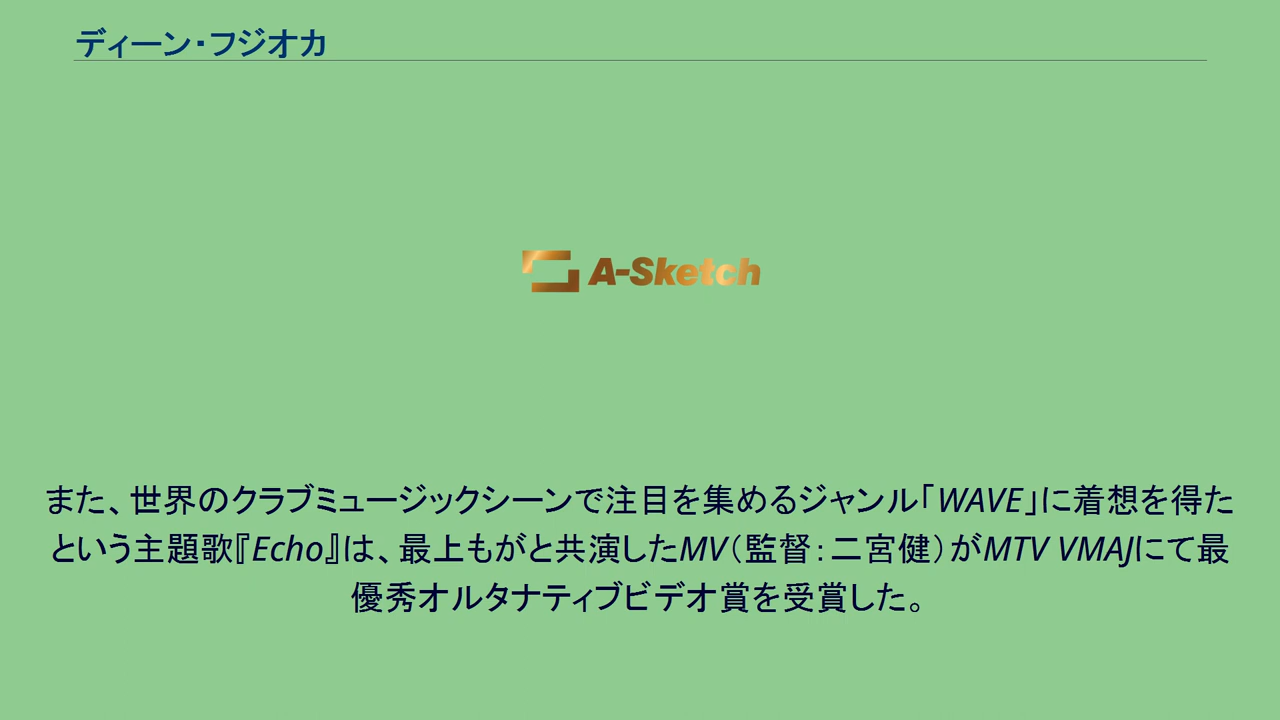 ディーン・フジオカ
A-Sketch
また、世界のクラブミュージックシーンで注目を集めるジャンル「WAVE」に着想を得た
という主題歌『Echo』は、最上もがと共演したMV（監督：二宮健）がMTV VMAJにて最
優秀オルタナティブビデオ賞を受賞した。